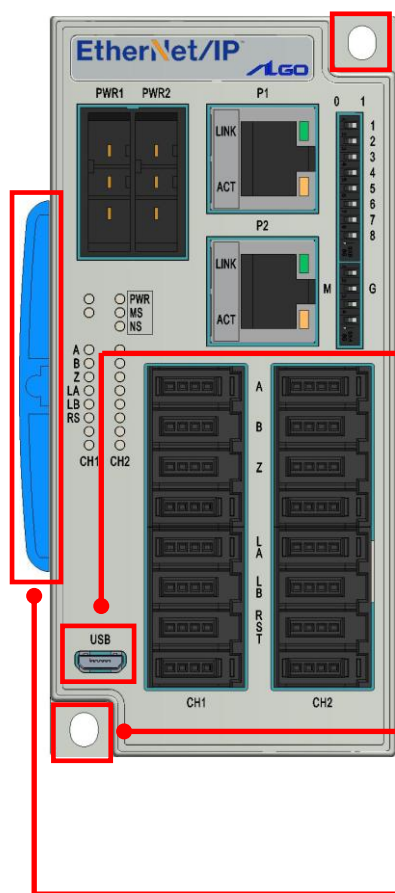 EtherNet/IP
ALGO
PWR1 PWR2
P1
0 1
LINK
ACT
1
2
3
4
5
6
7
8
P2
LINK
ACT
M
G
PWR
MS
NS
A
B
Z
LA
LB
RS
CH1 CH2
A
B
Z
LA
LB
RST
USB
CH1
CH2